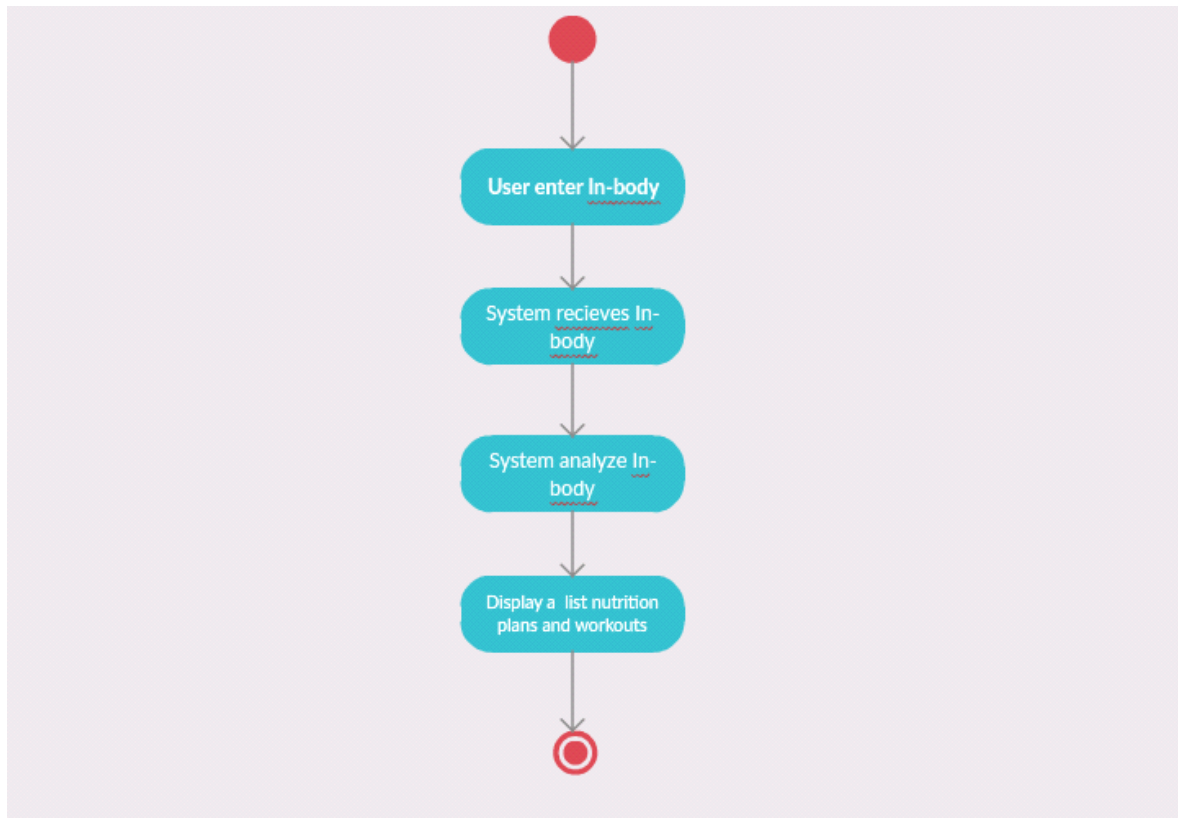 User enter In-body
System recieves In-
body
System analyze In-
body
Display a  list nutrition
plans and workouts